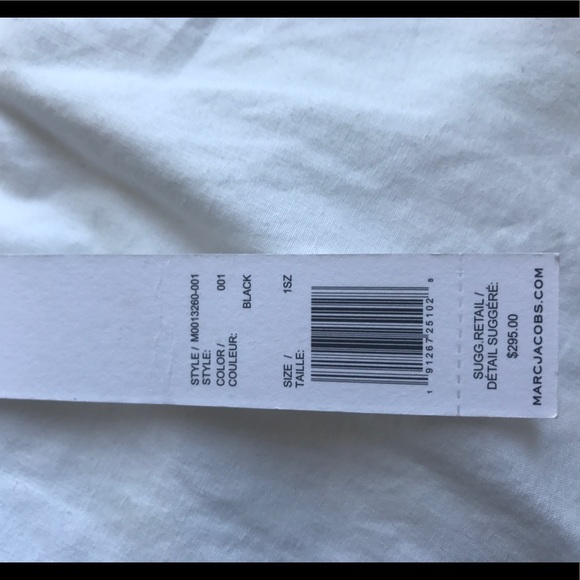 STYLE / M0013260-001
STYLE:
COLOR / 001
COULEUR:
BLACK
SIZE / 1SZ
TAILLE:
1 91267 25102 8
SUGG.RETAIL /
DÉTAIL SUGGÉRÉ:
$295.00
MARCJACOBS.COM